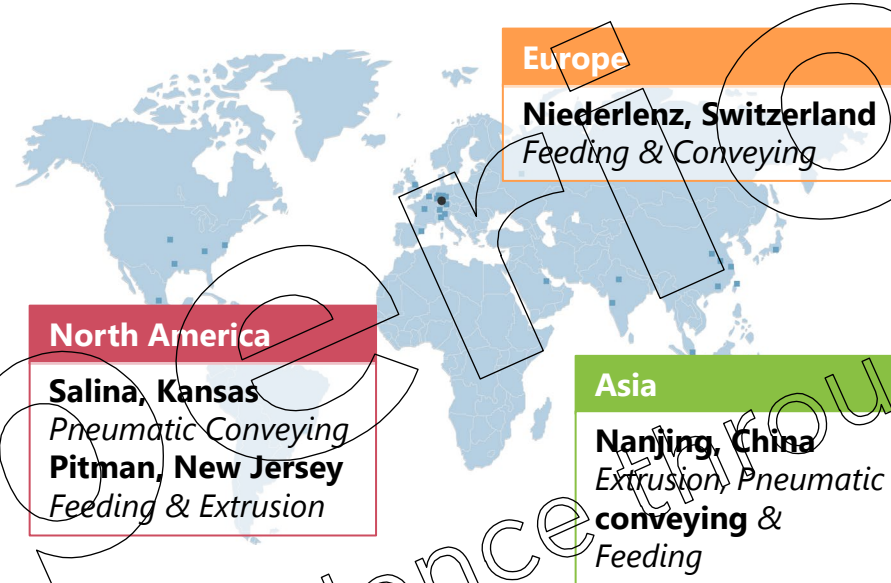 Europe
Niederlenz, Switzerland
Feeding & Conveying
North America
Salina, Kansas
Pneumatic Conveying
Pitman, New Jersey
Feeding & Extrusion
Asia
Nanjing, China
Extrusion, Pneumatic
conveying &
Feeding